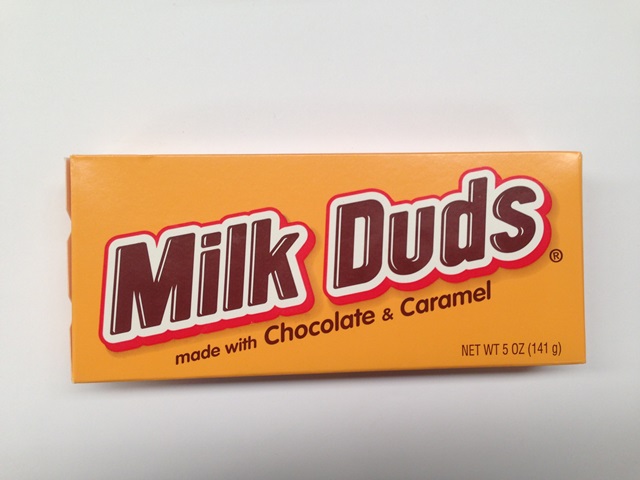 Milk Duds®
made with Chocolate & Caramel
NET WT 5 OZ (141 g)